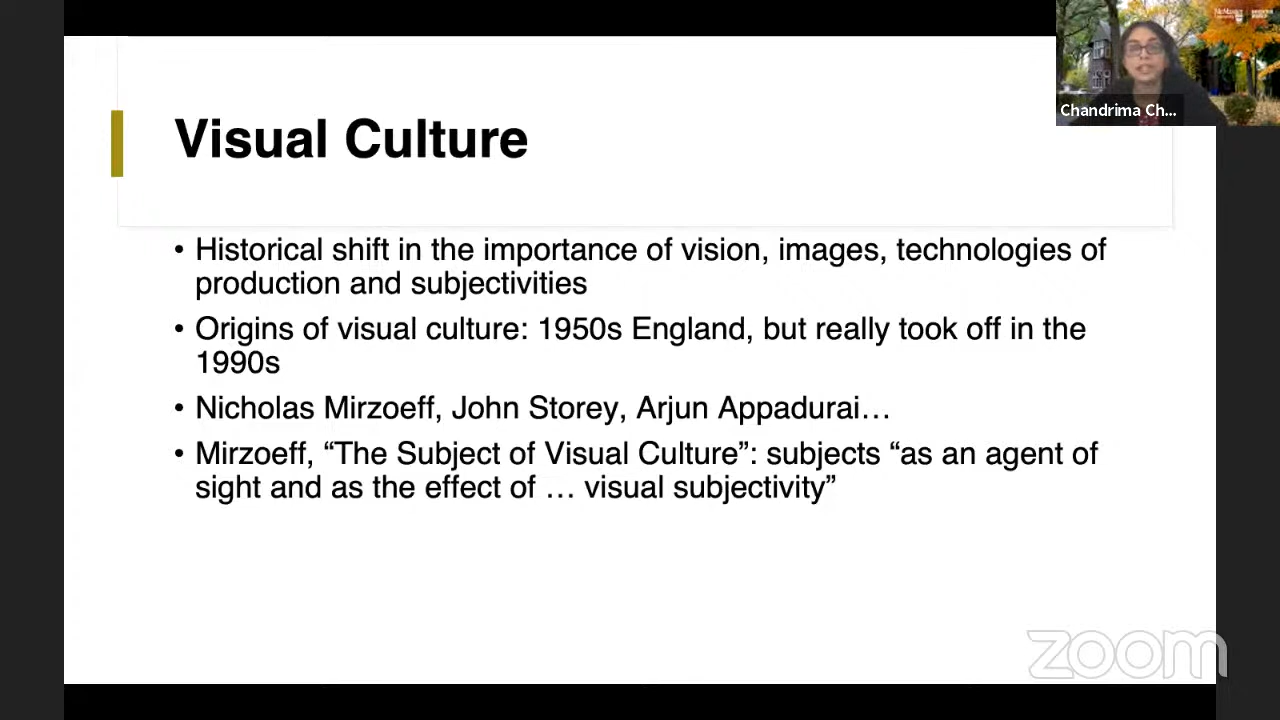 Chandrima Ch...
Visual Culture
• Historical shift in the importance of vision, images, technologies of
production and subjectivities
• Origins of visual culture: 1950s England, but really took off in the
1990s
• Nicholas Mirzoeff, John Storey, Arjun Appadurai…
• Mirzoeff, “The Subject of Visual Culture”: subjects “as an agent of
sight and as the effect of … visual subjectivity”
zoom